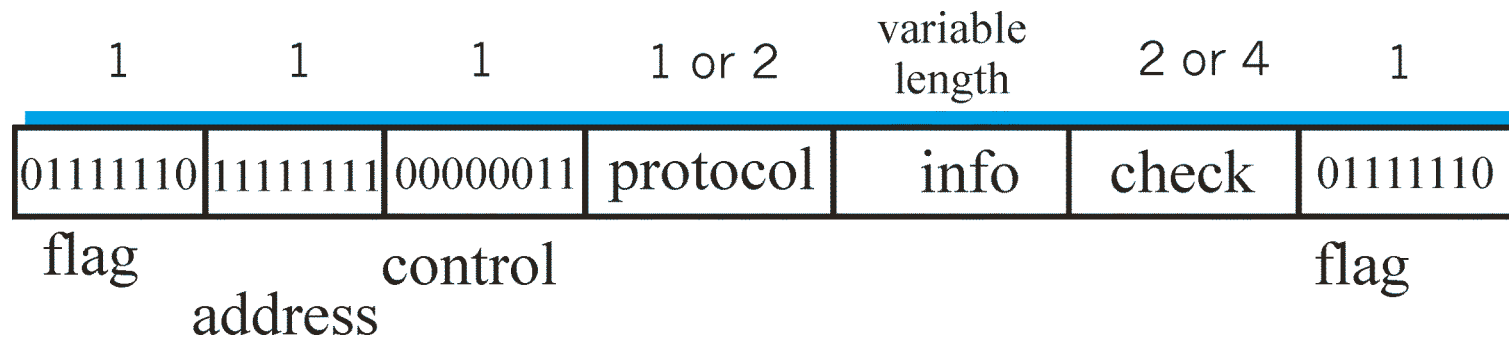 1 1 1 1 or 2 variable length 2 or 4 1
01111110 11111111 00000011 protocol info check 01111110
flag address control flag